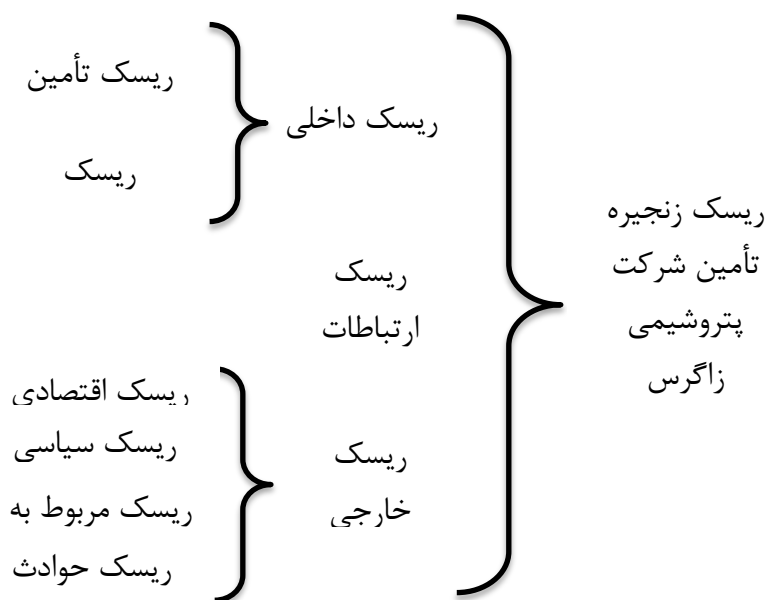 ریسک زنجیره
تأمین شرکت
پتروشیمی
زاگرس
ریسک داخلی
ریسک تأمین
ریسک
ریسک
ارتباطات
ریسک
خارجی
ریسک اقتصادی
ریسک سیاسی
ریسک مربوط به
ریسک حوادث